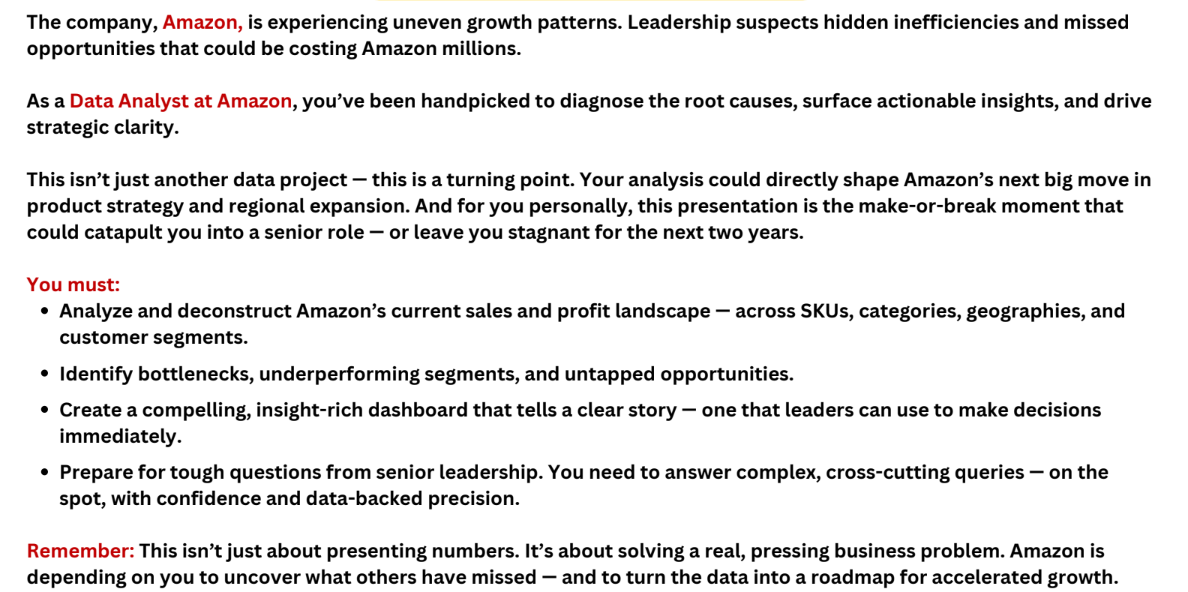 The company, Amazon, is experiencing uneven growth patterns. Leadership suspects hidden inefficiencies and missed
opportunities that could be costing Amazon millions.
As a Data Analyst at Amazon, you’ve been handpicked to diagnose the root causes, surface actionable insights, and drive
strategic clarity.
This isn’t just another data project — this is a turning point. Your analysis could directly shape Amazon’s next big move in
product strategy and regional expansion. And for you personally, this presentation is the make-or-break moment that
could catapult you into a senior role — or leave you stagnant for the next two years.
You must:
• Analyze and deconstruct Amazon’s current sales and profit landscape — across SKUs, categories, geographies, and
customer segments.
• Identify bottlenecks, underperforming segments, and untapped opportunities.
• Create a compelling, insight-rich dashboard that tells a clear story — one that leaders can use to make decisions
immediately.
• Prepare for tough questions from senior leadership. You need to answer complex, cross-cutting queries — on the
spot, with confidence and data-backed precision.
Remember: This isn’t just about presenting numbers. It’s about solving a real, pressing business problem. Amazon is
depending on you to uncover what others have missed — and to turn the data into a roadmap for accelerated growth.